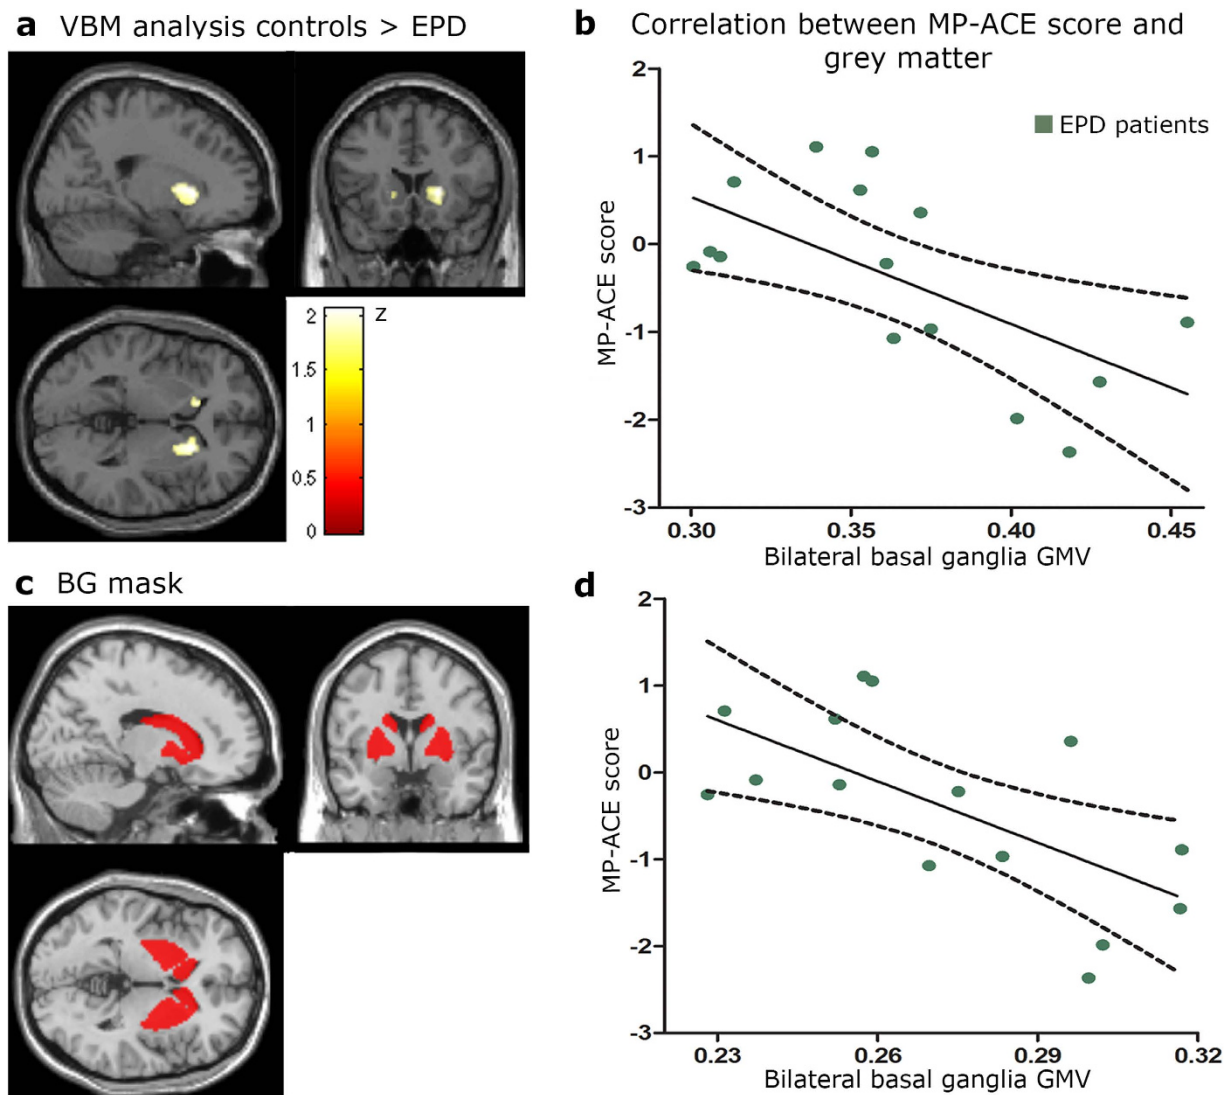 a VBM analysis controls > EPD
2
z
1.5
1
0.5
0
b Correlation between MP-ACE score and
grey matter
EPD patients
MP-ACE score
2
1
0
-1
-2
-3
0.30 0.35 0.40 0.45
Bilateral basal ganglia GMV
c BG mask
d
MP-ACE score
2
1
0
-1
-2
-3
0.23 0.26 0.29 0.32
Bilateral basal ganglia GMV